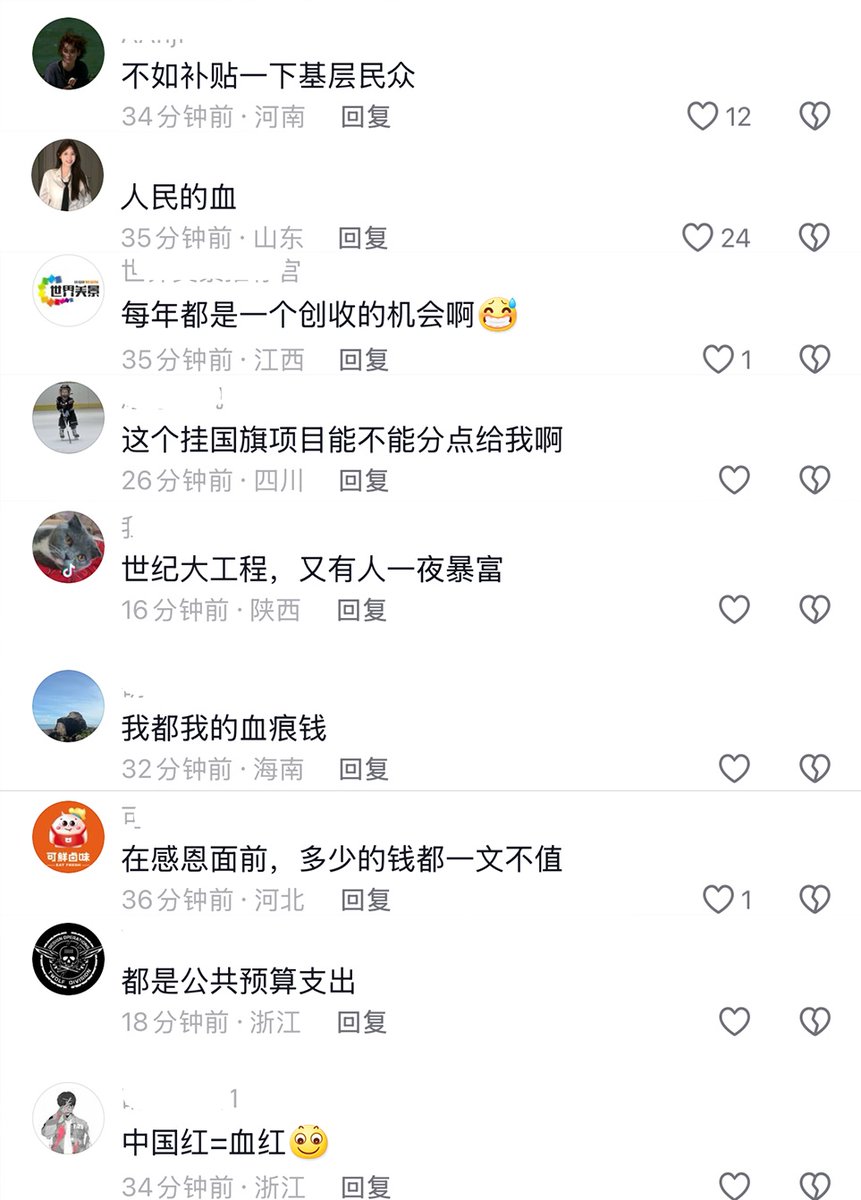 不如补贴一下基层民众
34分钟前·河南 回复 12
人民的血
35分钟前·山东 回复 24
世界美景
每年都是一个创收的机会啊😅
35分钟前·江西 回复 1
这个挂国旗项目能不能分点给我啊
26分钟前·四川 回复
世纪大工程，又有人一夜暴富
16分钟前·陕西 回复
我都我的血痕钱
32分钟前·海南 回复
可鲜卤味
EAT FRESH
在感恩面前，多少的钱都一文不值
36分钟前·河北 回复 1
都是公共预算支出
18分钟前·浙江 回复
1
中国红=血红🙂
34分钟前·浙江 回复